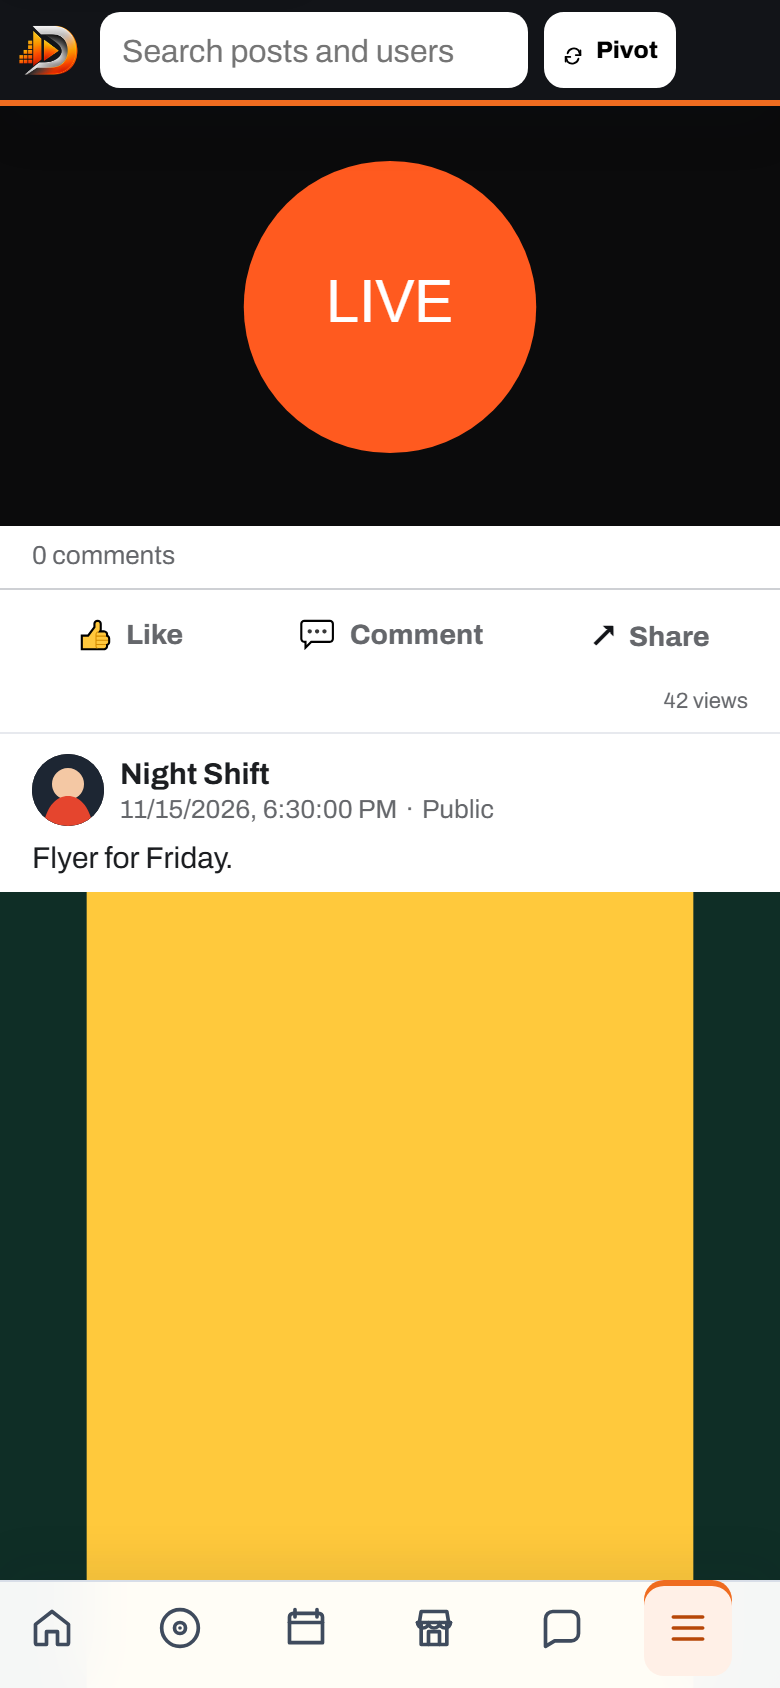 Search posts and users
Pivot
LIVE
0 comments
Like
Comment
Share
42 views
Night Shift
11/15/2026, 6:30:00 PM · Public
Flyer for Friday.